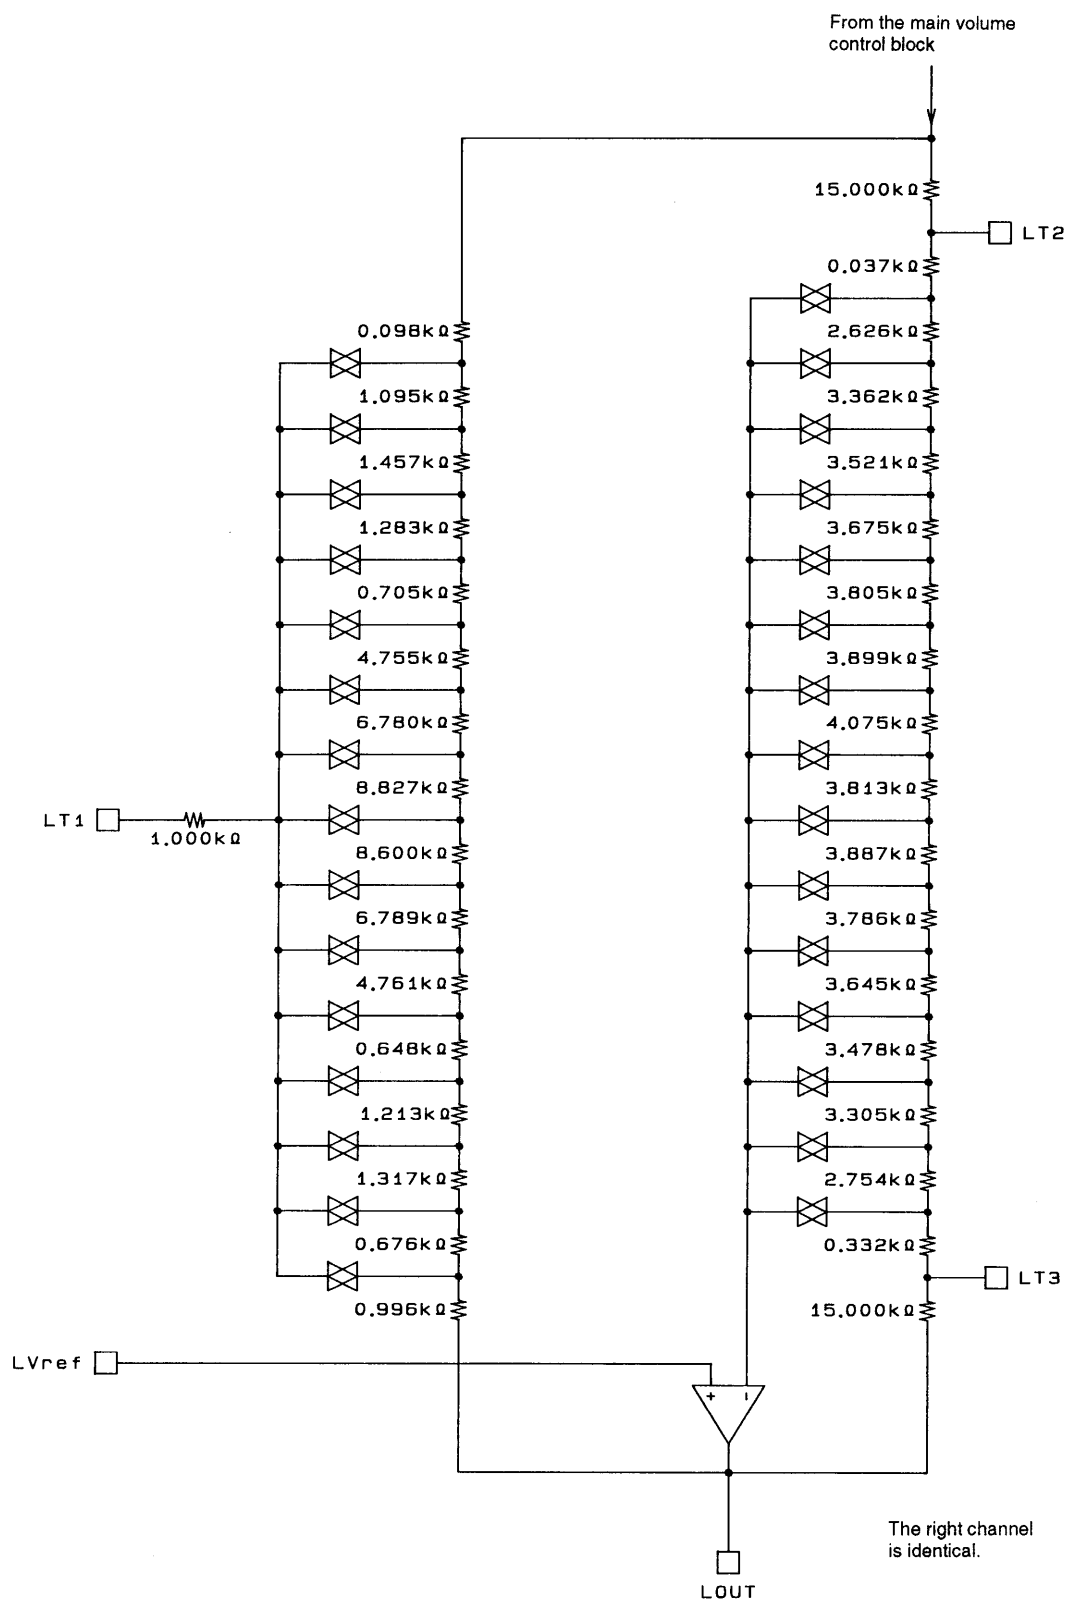 From the main volume
control block
15.000kΩ
LT2
0.037kΩ
0.098kΩ
2.626kΩ
1.095kΩ
3.362kΩ
1.457kΩ
3.521kΩ
1.283kΩ
3.675kΩ
0.705kΩ
3.805kΩ
4.755kΩ
3.899kΩ
6.780kΩ
4.075kΩ
8.827kΩ
3.813kΩ
LT1
1.000kΩ
8.600kΩ
3.887kΩ
6.789kΩ
3.786kΩ
4.761kΩ
3.645kΩ
0.648kΩ
3.478kΩ
1.213kΩ
3.305kΩ
1.317kΩ
2.754kΩ
0.676kΩ
0.332kΩ
LT3
0.996kΩ
15.000kΩ
LVref
+ −
The right channel
is identical.
LOUT